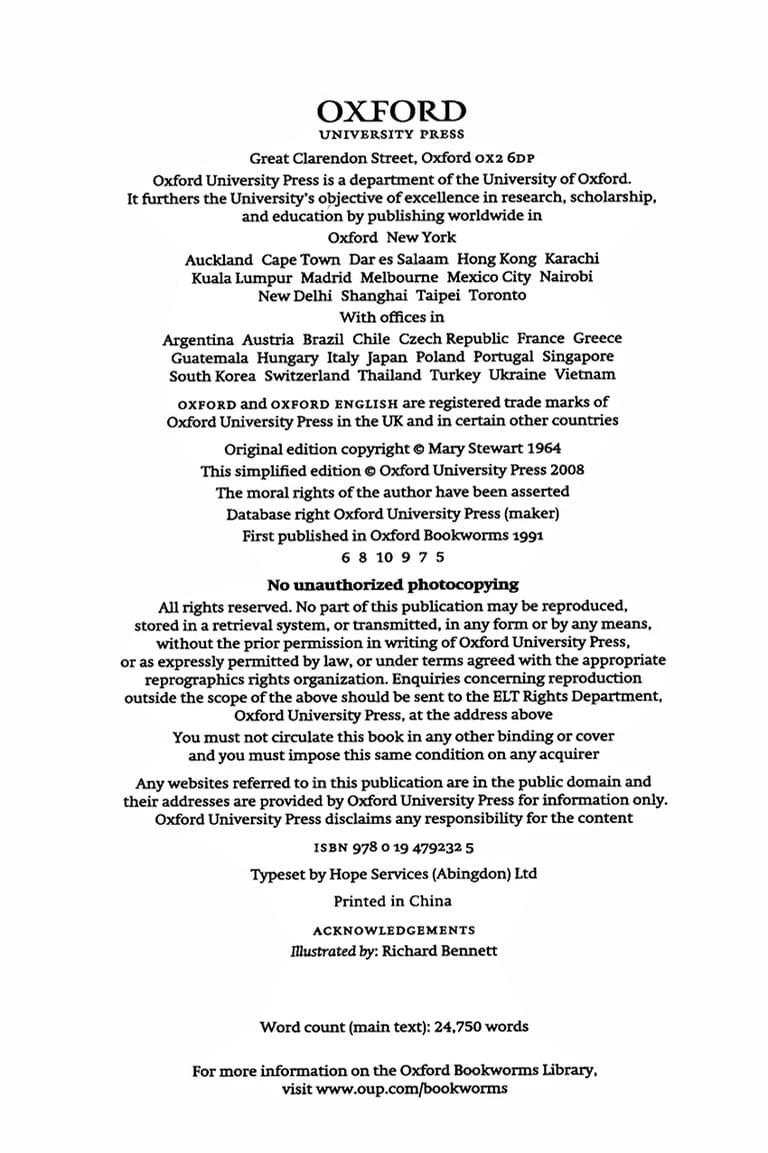 OXFORD
UNIVERSITY PRESS
Great Clarendon Street, Oxford OX2 6DP
Oxford University Press is a department of the University of Oxford.
It furthers the University's objective of excellence in research, scholarship,
and education by publishing worldwide in
Oxford New York
Auckland Cape Town Dar es Salaam Hong Kong Karachi
Kuala Lumpur Madrid Melbourne Mexico City Nairobi
New Delhi Shanghai Taipei Toronto
With offices in
Argentina Austria Brazil Chile Czech Republic France Greece
Guatemala Hungary Italy Japan Poland Portugal Singapore
South Korea Switzerland Thailand Turkey Ukraine Vietnam
OXFORD and OXFORD ENGLISH are registered trade marks of
Oxford University Press in the UK and in certain other countries
Original edition copyright © Mary Stewart 1964
This simplified edition © Oxford University Press 2008
The moral rights of the author have been asserted
Database right Oxford University Press (maker)
First published in Oxford Bookworms 1991
6 8 10 9 7 5
No unauthorized photocopying
All rights reserved. No part of this publication may be reproduced,
stored in a retrieval system, or transmitted, in any form or by any means,
without the prior permission in writing of Oxford University Press,
or as expressly permitted by law, or under terms agreed with the appropriate
reprographics rights organization. Enquiries concerning reproduction
outside the scope of the above should be sent to the ELT Rights Department,
Oxford University Press, at the address above
You must not circulate this book in any other binding or cover
and you must impose this same condition on any acquirer
Any websites referred to in this publication are in the public domain and
their addresses are provided by Oxford University Press for information only.
Oxford University Press disclaims any responsibility for the content
ISBN 978 0 19 479232 5
Typeset by Hope Services (Abingdon) Ltd
Printed in China
ACKNOWLEDGEMENTS
Illustrated by: Richard Bennett
Word count (main text): 24,750 words
For more information on the Oxford Bookworms Library,
visit www.oup.com/bookworms